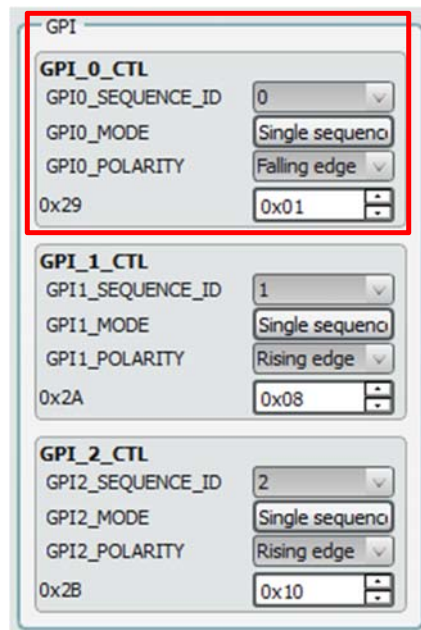 GPI
GPI_0_CTL
GPI0_SEQUENCE_ID 0
GPI0_MODE Single sequenc
GPI0_POLARITY Falling edge
0x29 0x01
GPI_1_CTL
GPI1_SEQUENCE_ID 1
GPI1_MODE Single sequenc
GPI1_POLARITY Rising edge
0x2A 0x08
GPI_2_CTL
GPI2_SEQUENCE_ID 2
GPI2_MODE Single sequenc
GPI2_POLARITY Rising edge
0x2B 0x10